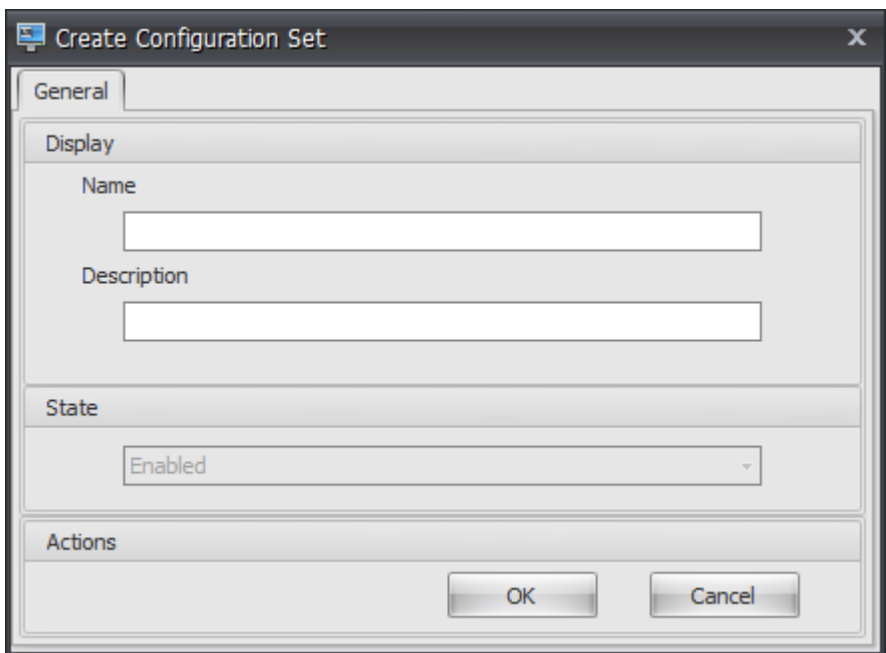 Create Configuration Set
General
Display
Name
Description
State
Enabled
Actions
OK Cancel